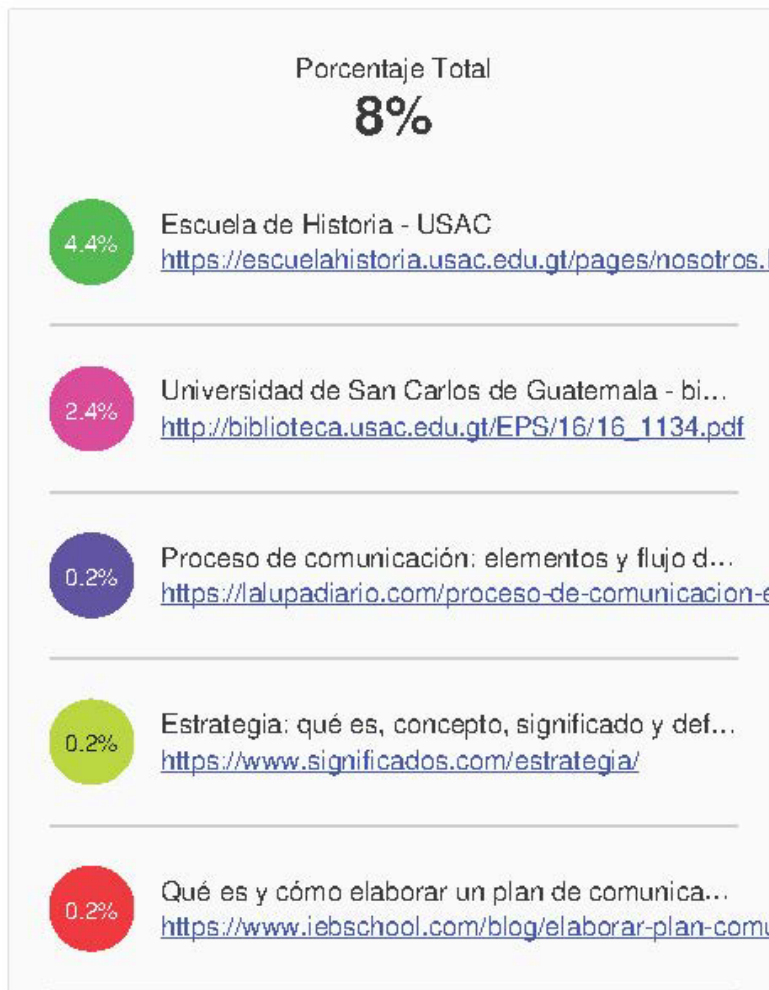 Porcentaje Total
8%
4.4%
Escuela de Historia - USAC
https://escuelahistoria.usac.edu.gt/pages/nosotros.
2.4%
Universidad de San Carlos de Guatemala - bi...
http://biblioteca.usac.edu.gt/EPS/16/16_1134.pdf
0.2%
Proceso de comunicación: elementos y flujo d...
https://lalupadiario.com/proceso-de-comunicacion-e
0.2%
Estrategia: qué es, concepto, significado y def...
https://www.significados.com/estrategia/
0.2%
Qué es y cómo elaborar un plan de comunica...
https://www.iebschool.com/blog/elaborar-plan-comu